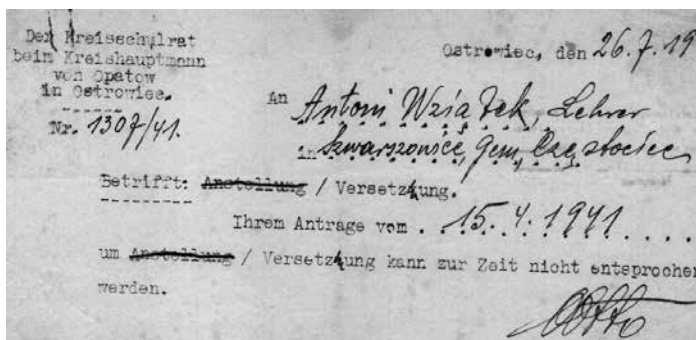 Der Kreisschulrat
beim Kreishauptmann
von Opatow
in Ostrowiec.
Nr. 1307/41.
Ostrowiec, den 26.7.19
An Antoni Wziątek, Lehrer
in Szwarszowice, Gem. Częstocice
Betrifft: Anstellung / Versetzung.
Ihrem Antrage vom . 15.4.1941 . . . .
um Anstellung / Versetzung kann zur Zeit nicht entsprochen
werden.